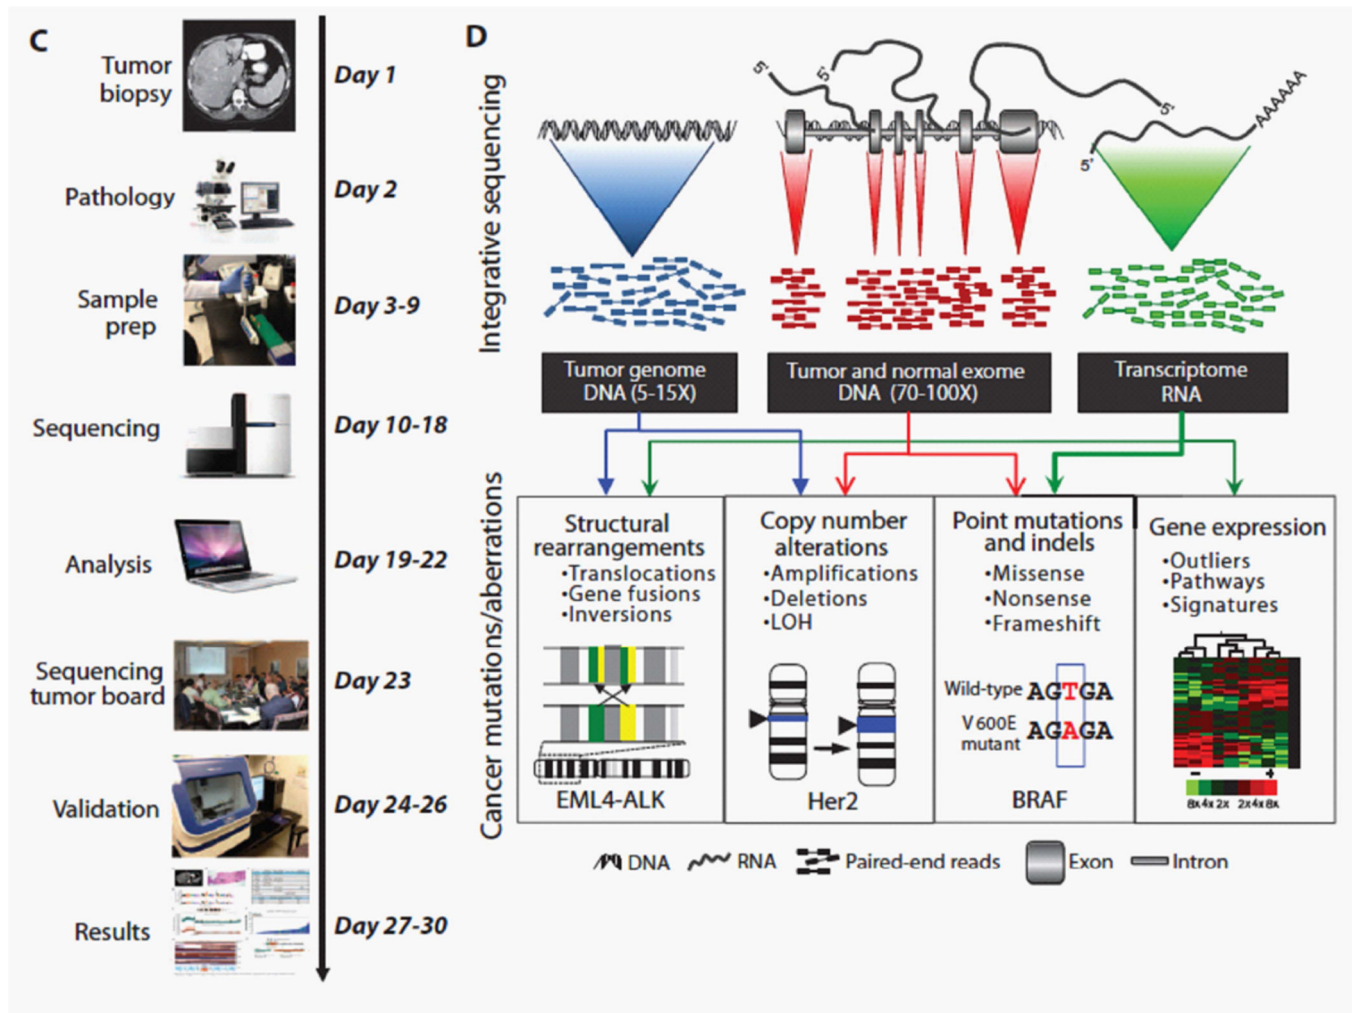 C
Tumor
biopsy
Day 1
Pathology
Day 2
Sample
prep
Day 3-9
Sequencing
Day 10-18
Analysis
Day 19-22
Sequencing
tumor board
Day 23
Validation
Day 24-26
Results
Day 27-30
D
Integrative sequencing
5'
5'
5'
5'
AAAAAA
Tumor genome
DNA (5-15X)
Tumor and normal exome
DNA (70-100X)
Transcriptome
RNA
Cancer mutations/aberrations
Structural
rearrangements
•Translocations
•Gene fusions
•Inversions
EML4-ALK
Copy number
alterations
•Amplifications
•Deletions
•LOH
Her2
Point mutations
and indels
•Missense
•Nonsense
•Frameshift
Wild-type AGTGA
V600E
mutant AGAGA
BRAF
Gene expression
•Outliers
•Pathways
•Signatures
− +
8x 4x 2x 2x 4x 8x
DNA RNA Paired-end reads Exon Intron